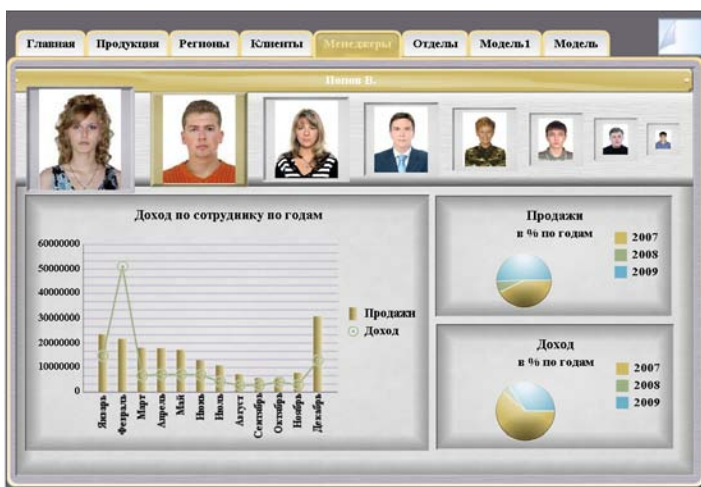 Главная Продукция Регионы Клиенты Менеджеры Отделы Модель1 Модель
Попов В.
Доход по сотруднику по годам
60000000
50000000
40000000
30000000
20000000
10000000
0
Январь
Февраль
Март
Апрель
Май
Июнь
Июль
Август
Сентябрь
Октябрь
Ноябрь
Декабрь
Продажи
Доход
Продажи
в % по годам
2007
2008
2009
Доход
в % по годам
2007
2008
2009